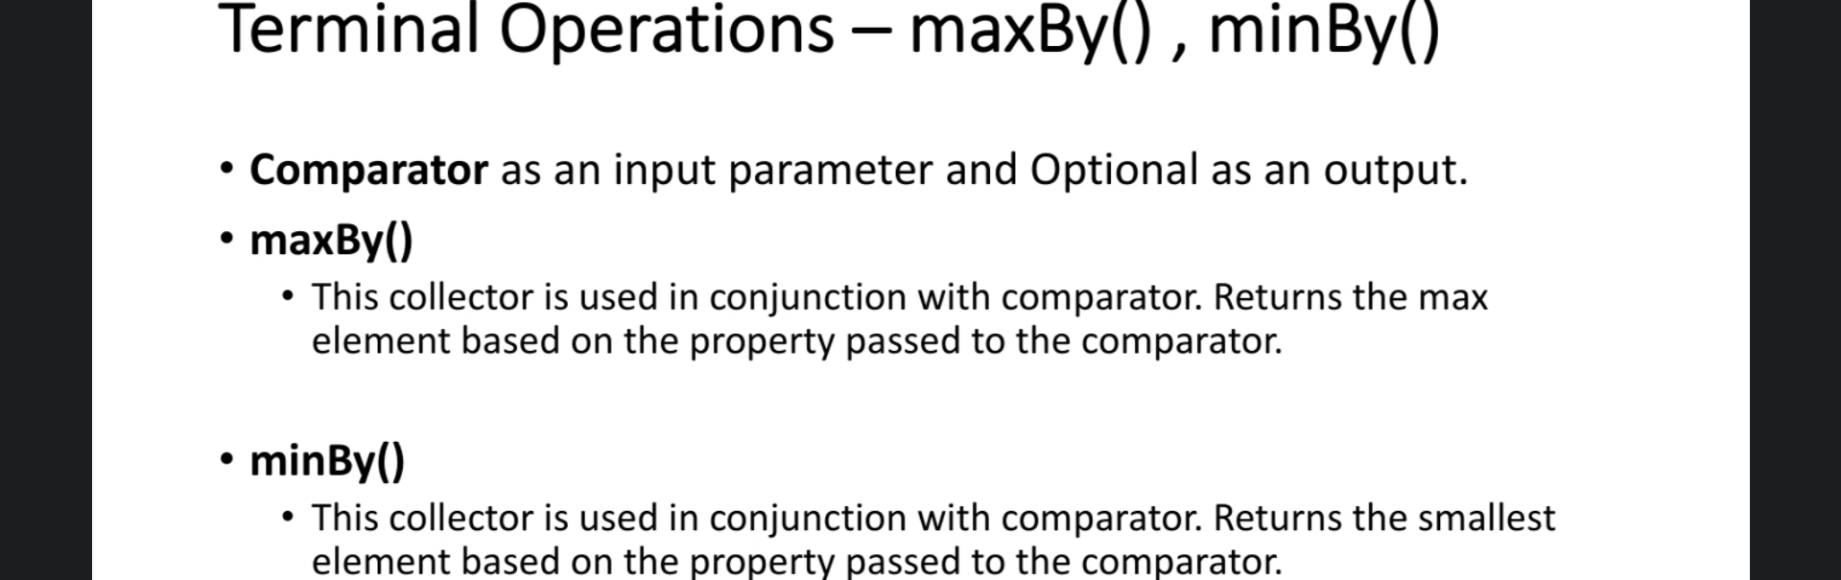 Terminal Operations – maxBy() , minBy()
• Comparator as an input parameter and Optional as an output.
• maxBy()
• This collector is used in conjunction with comparator. Returns the max
element based on the property passed to the comparator.
• minBy()
• This collector is used in conjunction with comparator. Returns the smallest
element based on the property passed to the comparator.